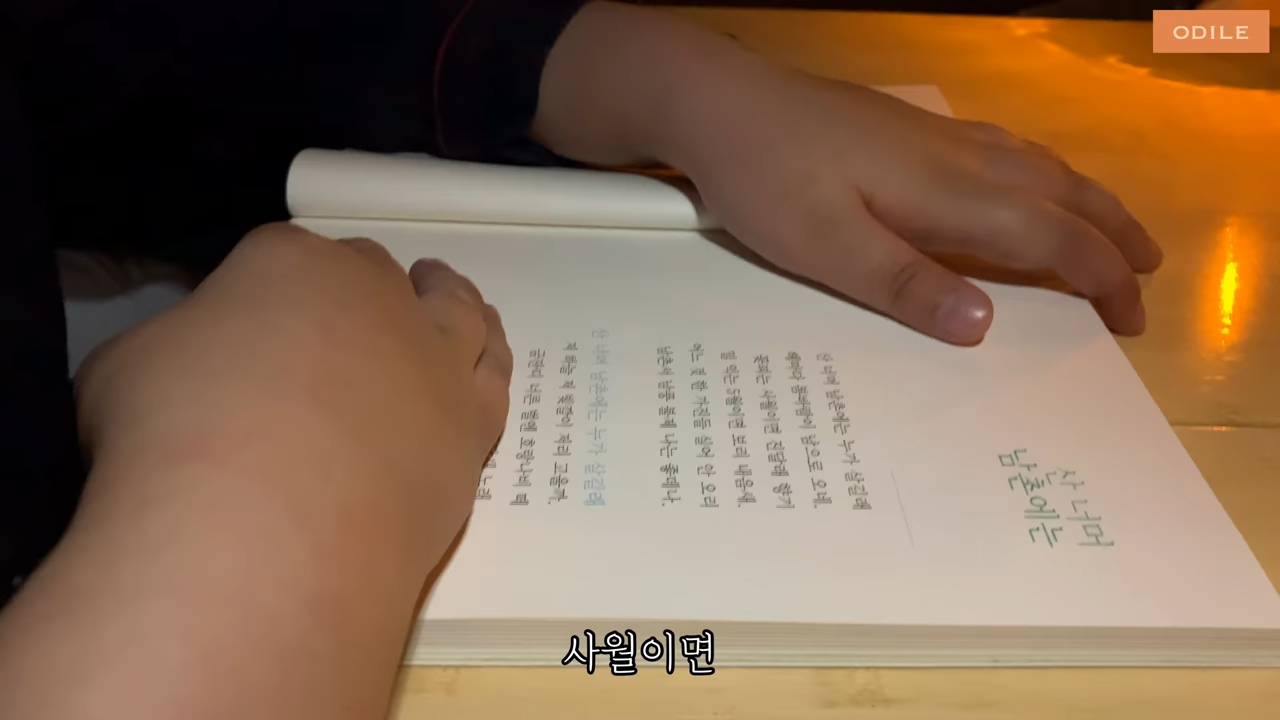 ODILE
산 너머
남촌에는
산 너머 남촌에는 누가 살길래
해마다 봄바람이 남으로 오네.
꽃피는 사월이면 진달래 향기
밀 익는 5월이면 보리 내음새.
어느 것 한 가진들 실어 안 오리
남촌서 남풍 불제 나는 좋데나.
산 너머 남촌에는 누가 살길래
저 하늘 저 빛깔이 저리 고울까.
금잔디 너른 벌엔 호랑나비 떼
사월이면